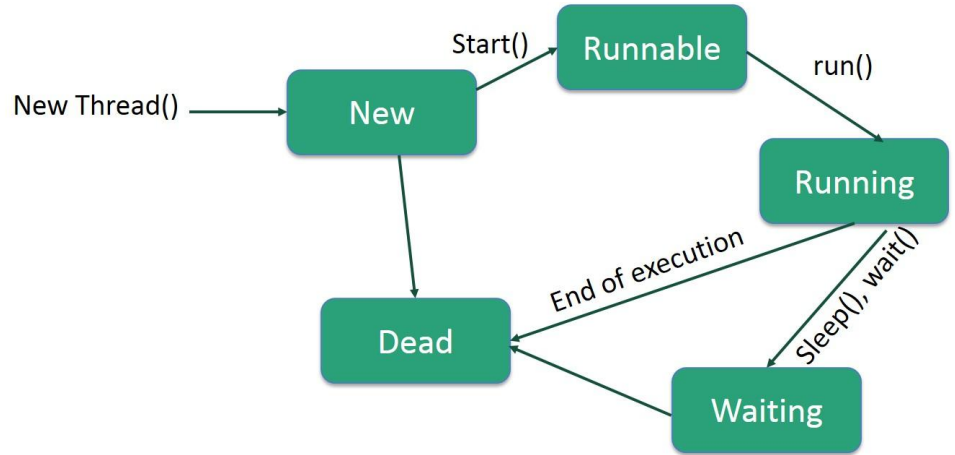 New Thread()
New
Start()
Runnable
run()
Running
End of execution
Sleep(), wait()
Dead
Waiting